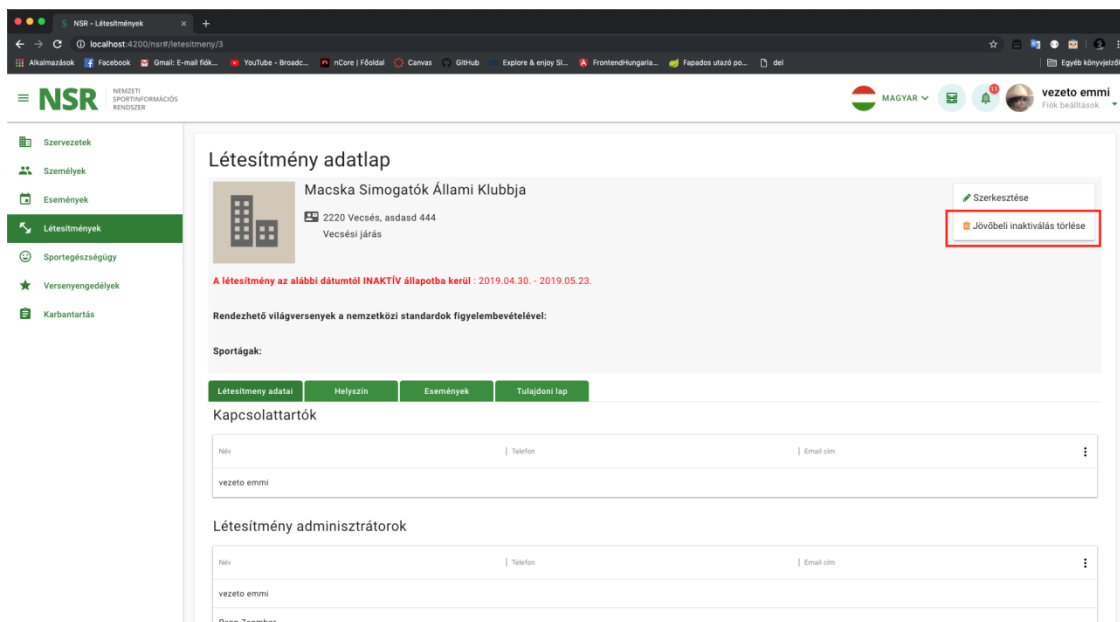 NSR - Létesítmények
localhost:4200/nsr#/letesitmeny/3
Alkalmazások Facebook Gmail: E-mail fiók... YouTube - Broadc... nCore | Főoldal Canvas GitHub Explore & enjoy Sl... FrontendHungaria... Fapados utazó po... del Egyéb könyvjelzők
NSR NEMZETI SPORTINFORMÁCIÓS RENDSZER
MAGYAR
11
vezeto emmi
Fiók beállítások
Szervezetek
Személyek
Események
Létesítmények
Sportegészségügy
Versenyengedélyek
Karbantartás
Létesítmény adatlap
Macska Simogatók Állami Klubbja
2220 Vecsés, asdasd 444
Vecsési járás
Szerkesztése
Jövőbeli inaktiválás törlése
A létesítmény az alábbi dátumtól INAKTÍV állapotba kerül : 2019.04.30. - 2019.05.23.
Rendezhető világversenyek a nemzetközi standardok figyelembevételével:
Sportágak:
Létesítmeny adatai Helyszín Események Tulajdoni lap
Kapcsolattartók
Név | Telefon | Email cím
vezeto emmi
Létesítmény adminisztrátorok
Név | Telefon | Email cím
vezeto emmi